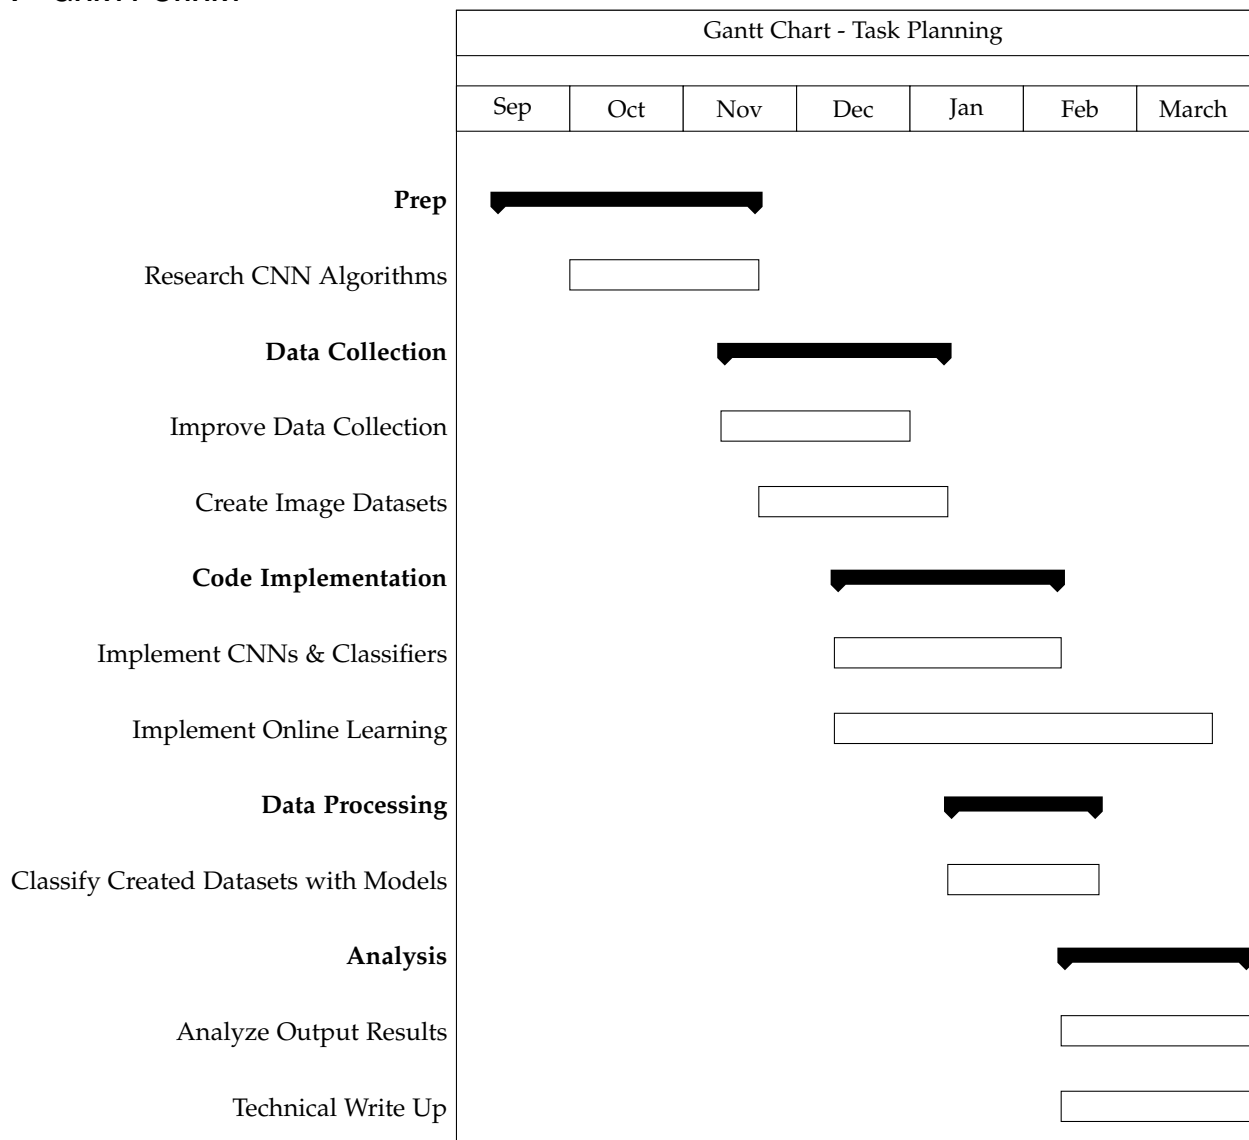 Gantt Chart - Task Planning
Sep Oct Nov Dec Jan Feb March
Prep
Research CNN Algorithms
Data Collection
Improve Data Collection
Create Image Datasets
Code Implementation
Implement CNNs & Classifiers
Implement Online Learning
Data Processing
Classify Created Datasets with Models
Analysis
Analyze Output Results
Technical Write Up